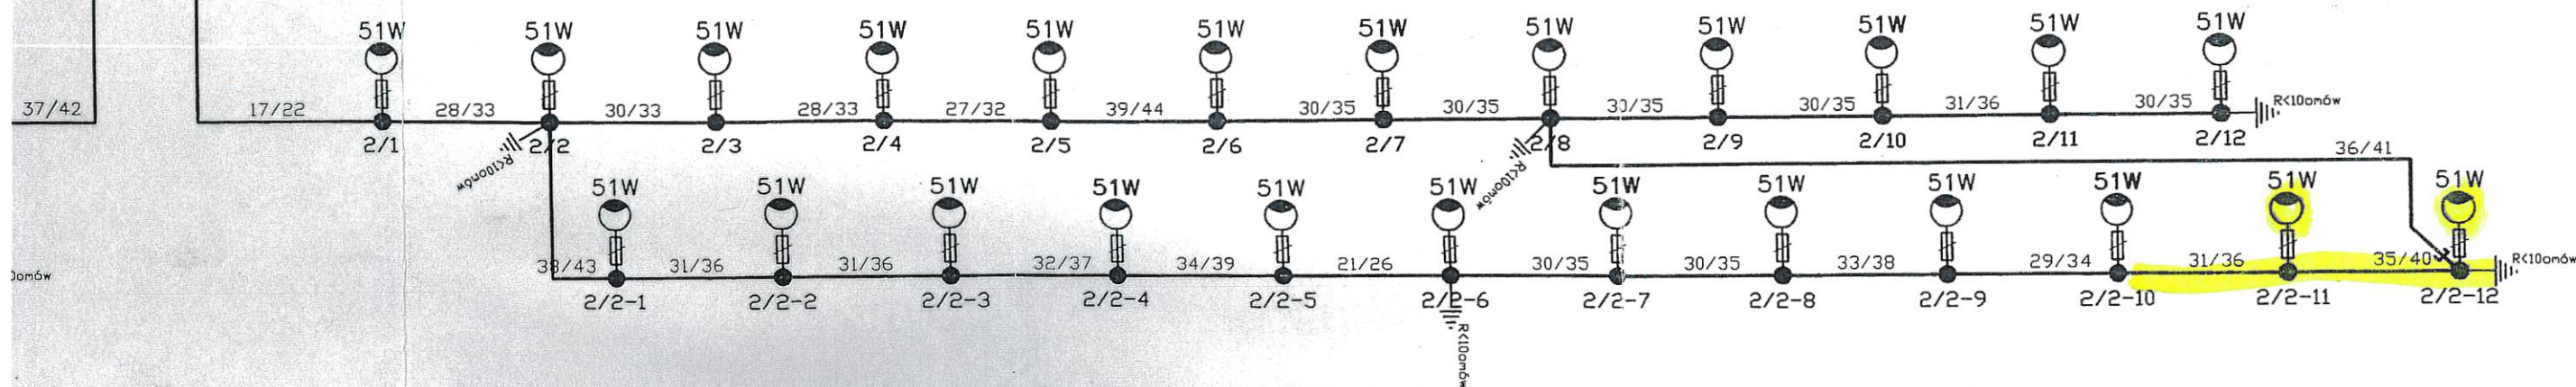 51W 51W 51W 51W 51W 51W 51W 51W 51W 51W 51W 51W
37/42 17/22 28/33 30/33 28/33 27/32 39/44 30/35 30/35 30/35 30/35 31/36 30/35 R<10omów
2/1 2/2 2/3 2/4 2/5 2/6 2/7 2/8 2/9 2/10 2/11 2/12
R<10omów R<10omów 36/41
51W 51W 51W 51W 51W 51W 51W 51W 51W 51W 51W 51W
38/43 31/36 31/36 32/37 34/39 21/26 30/35 30/35 33/38 29/34 31/36 35/40 R<10omów
2/2-1 2/2-2 2/2-3 2/2-4 2/2-5 2/2-6 2/2-7 2/2-8 2/2-9 2/2-10 2/2-11 2/2-12
R<10omów